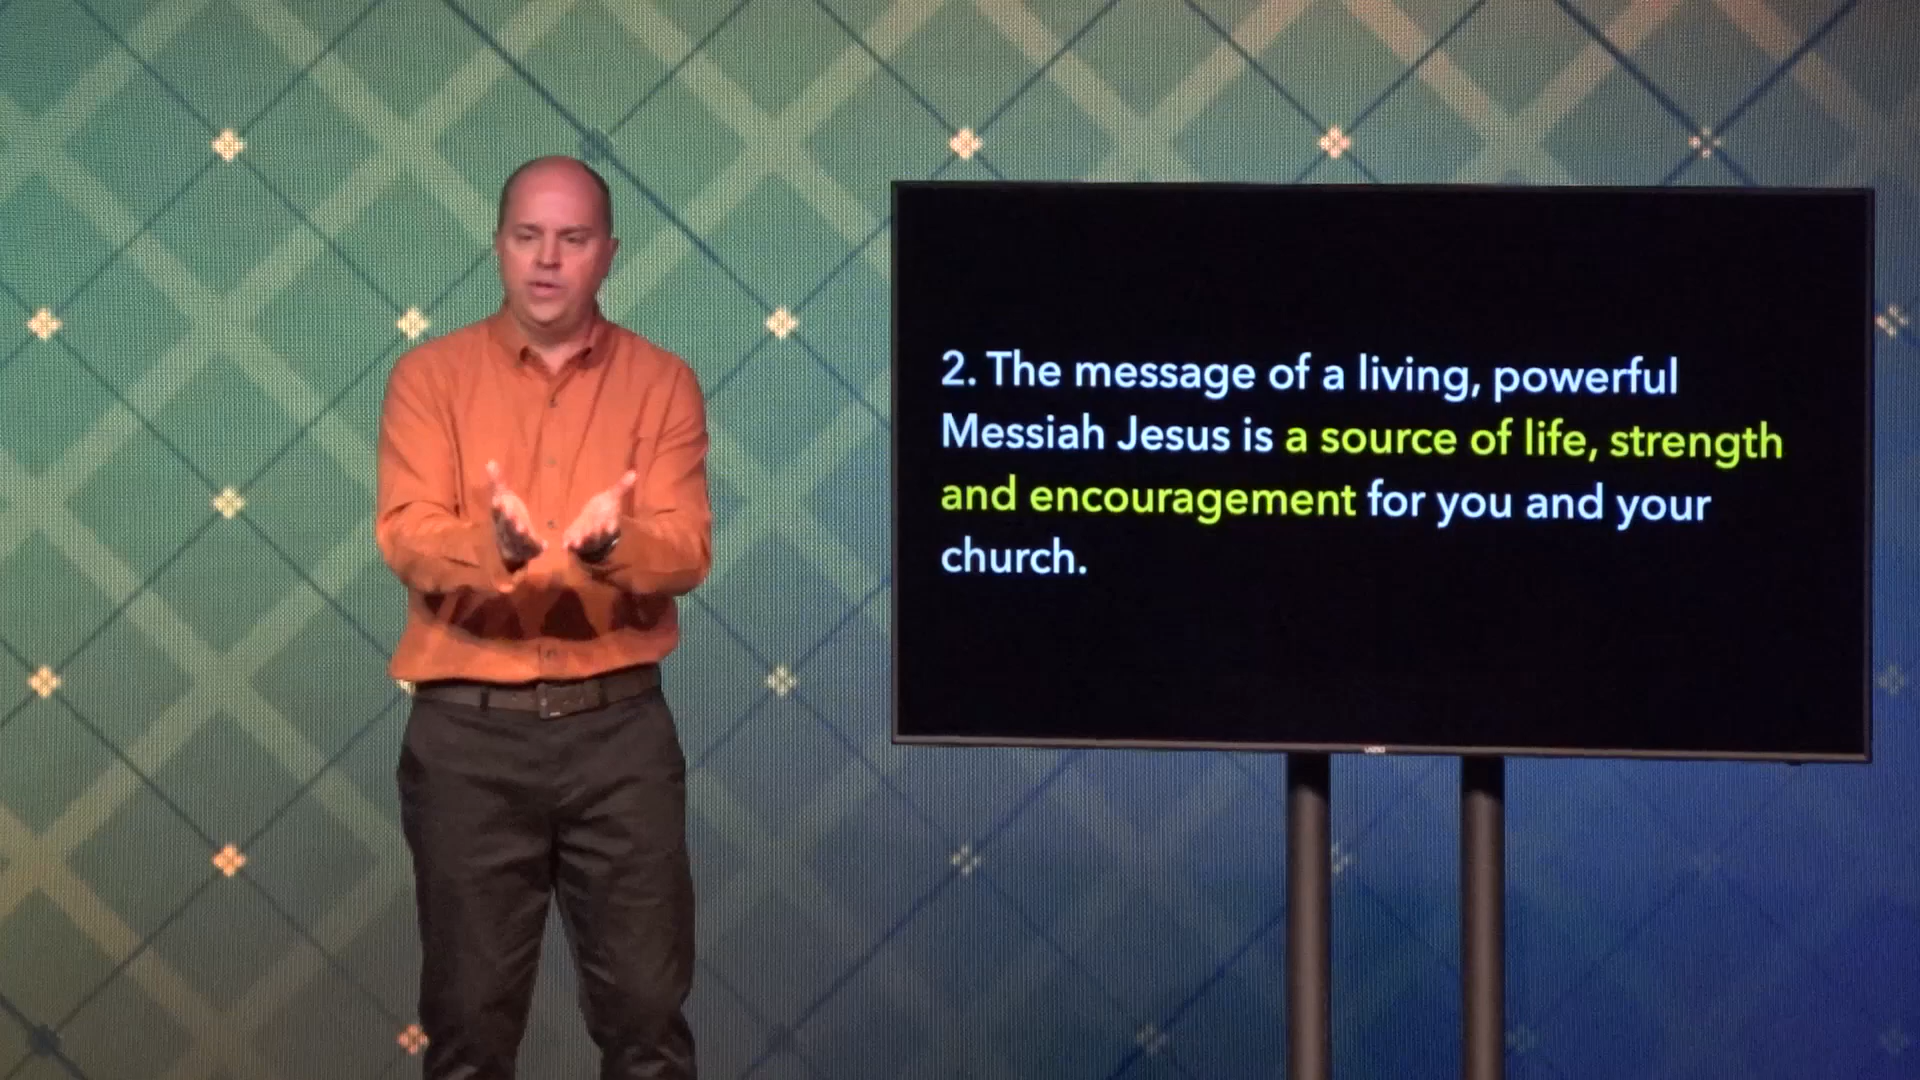 2. The message of a living, powerful
Messiah Jesus is a source of life, strength
and encouragement for you and your
church.
VIZIO